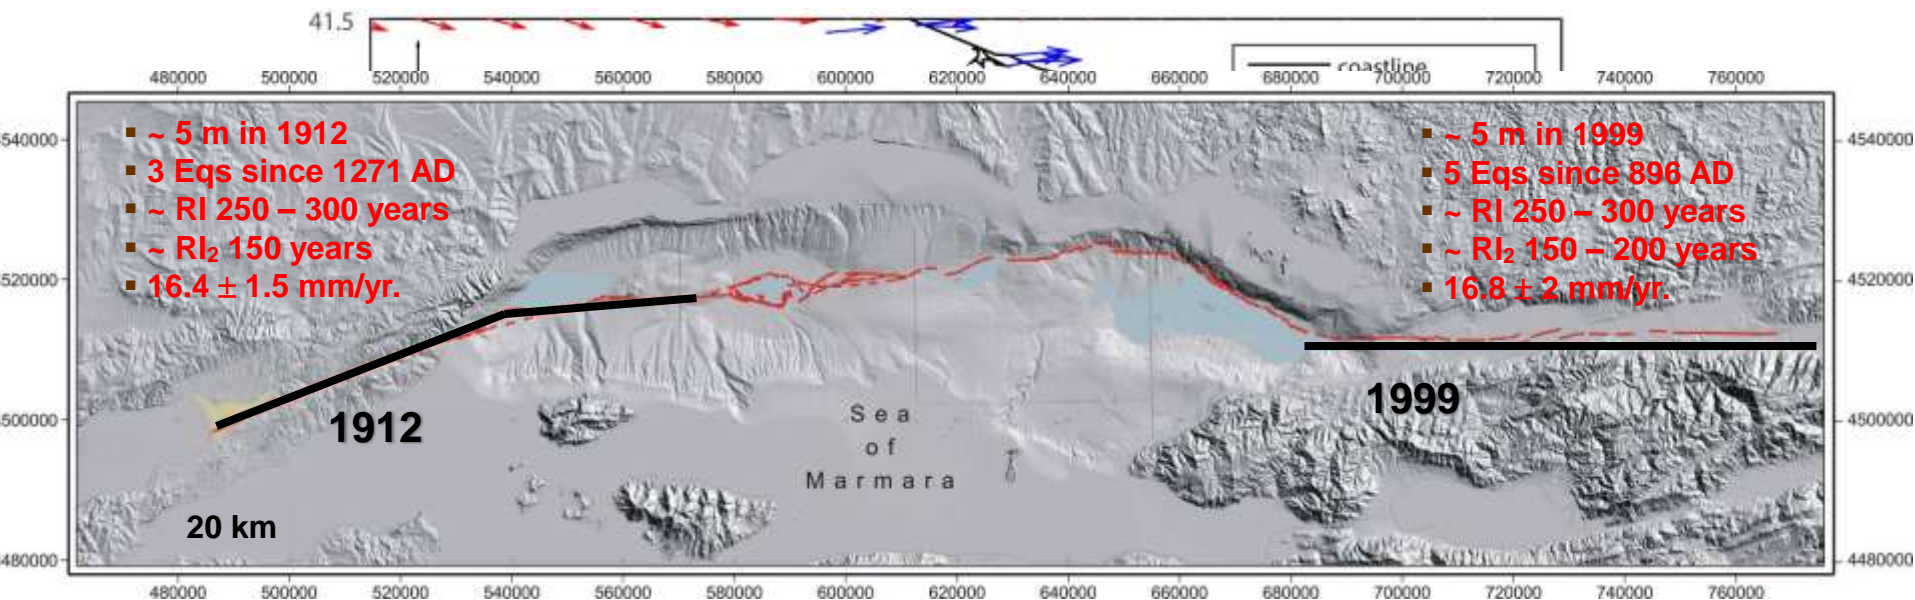 41.5
coastline
480000 500000 520000 540000 560000 580000 600000 620000 640000 660000 680000 700000 720000 740000 760000
▪ ~ 5 m in 1912
▪ 3 Eqs since 1271 AD
▪ ~ RI 250 – 300 years
▪ ~ RI₂ 150 years
▪ 16.4 ± 1.5 mm/yr.
▪ ~ 5 m in 1999
▪ 5 Eqs since 896 AD
▪ ~ RI 250 – 300 years
▪ ~ RI₂ 150 – 200 years
▪ 16.8 ± 2 mm/yr.
540000 4540000
520000 4520000
1999
500000 4500000
1912
Sea
of
Marmara
20 km
480000 4480000
480000 500000 520000 540000 560000 580000 600000 620000 640000 660000 680000 700000 720000 740000 760000